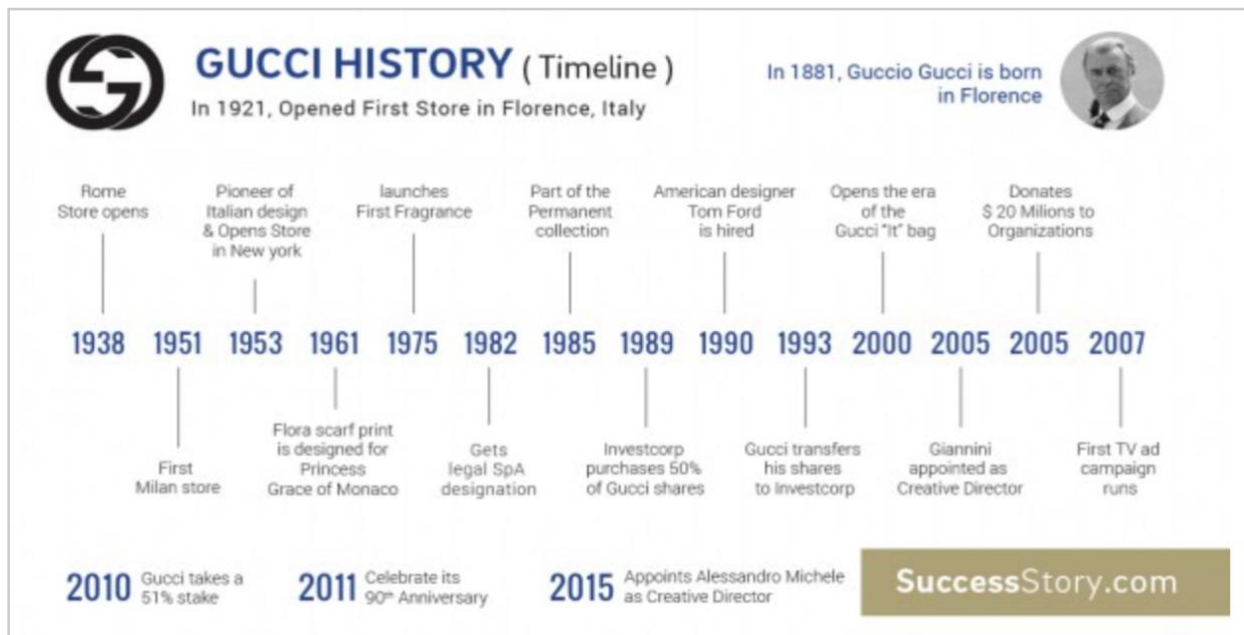 GUCCI HISTORY ( Timeline )
In 1921, Opened First Store in Florence, Italy
In 1881, Guccio Gucci is born
in Florence
Rome
Store opens
Pioneer of
Italian design
& Opens Store
in New york
launches
First Fragrance
Part of the
Permanent
collection
American designer
Tom Ford
is hired
Opens the era
of the
Gucci "It" bag
Donates
$ 20 Milions to
Organizations
1938 1951 1953 1961 1975 1982 1985 1989 1990 1993 2000 2005 2005 2007
First
Milan store
Flora scarf print
is designed for
Princess
Grace of Monaco
Gets
legal SpA
designation
Investcorp
purchases 50%
of Gucci shares
Gucci transfers
his shares
to Investcorp
Giannini
appointed as
Creative Director
First TV ad
campaign
runs
2010 Gucci takes a
51% stake
2011 Celebrate its
90th Anniversary
2015 Appoints Alessandro Michele
as Creative Director
SuccessStory.com